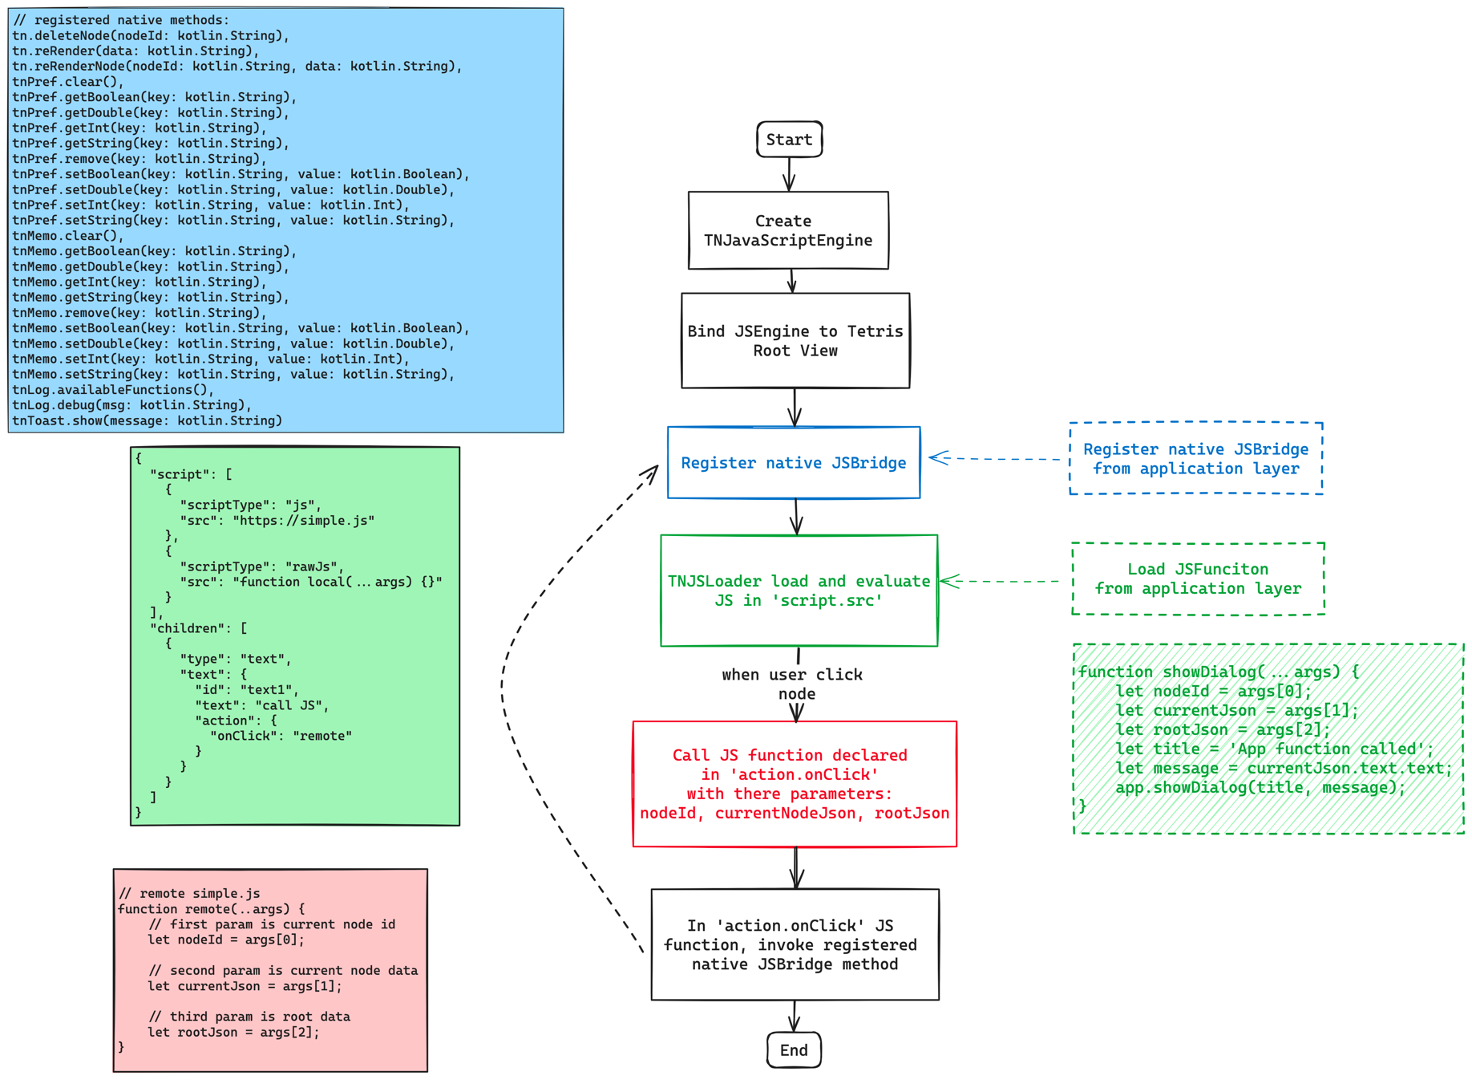 // registered native methods:
tn.deleteNode(nodeId: kotlin.String),
tn.reRender(data: kotlin.String),
tn.reRenderNode(nodeId: kotlin.String, data: kotlin.String),
tnPref.clear(),
tnPref.getBoolean(key: kotlin.String),
tnPref.getDouble(key: kotlin.String),
tnPref.getInt(key: kotlin.String),
tnPref.getString(key: kotlin.String),
tnPref.remove(key: kotlin.String),
tnPref.setBoolean(key: kotlin.String, value: kotlin.Boolean),
tnPref.setDouble(key: kotlin.String, value: kotlin.Double),
tnPref.setInt(key: kotlin.String, value: kotlin.Int),
tnPref.setString(key: kotlin.String, value: kotlin.String),
tnMemo.clear(),
tnMemo.getBoolean(key: kotlin.String),
tnMemo.getDouble(key: kotlin.String),
tnMemo.getInt(key: kotlin.String),
tnMemo.getString(key: kotlin.String),
tnMemo.remove(key: kotlin.String),
tnMemo.setBoolean(key: kotlin.String, value: kotlin.Boolean),
tnMemo.setDouble(key: kotlin.String, value: kotlin.Double),
tnMemo.setInt(key: kotlin.String, value: kotlin.Int),
tnMemo.setString(key: kotlin.String, value: kotlin.String),
tnLog.availableFunctions(),
tnLog.debug(msg: kotlin.String),
tnToast.show(message: kotlin.String)
{
  "script": [
    {
      "scriptType": "js",
      "src": "https://simple.js"
    },
    {
      "scriptType": "rawJs",
      "src": "function local(...args) {}"
    }
  ],
  "children": [
    {
      "type": "text",
      "text": {
        "id": "text1",
        "text": "call JS",
        "action": {
          "onClick": "remote"
        }
      }
    }
  ]
}
// remote simple.js
function remote(..args) {
    // first param is current node id
    let nodeId = args[0];
    // second param is current node data
    let currentJson = args[1];
    // third param is root data
    let rootJson = args[2];
}
Start
Create
TNJavaScriptEngine
Bind JSEngine to Tetris
Root View
Register native JSBridge
TNJSLoader load and evaluate
JS in 'script.src'
when user click
node
Call JS function declared
in 'action.onClick'
with there parameters:
nodeId, currentNodeJson, rootJson
In 'action.onClick' JS
function, invoke registered
native JSBridge method
End
Register native JSBridge
from application layer
Load JSFunciton
from application layer
function showDialog(...args) {
    let nodeId = args[0];
    let currentJson = args[1];
    let rootJson = args[2];
    let title = 'App function called';
    let message = currentJson.text.text;
    app.showDialog(title, message);
}